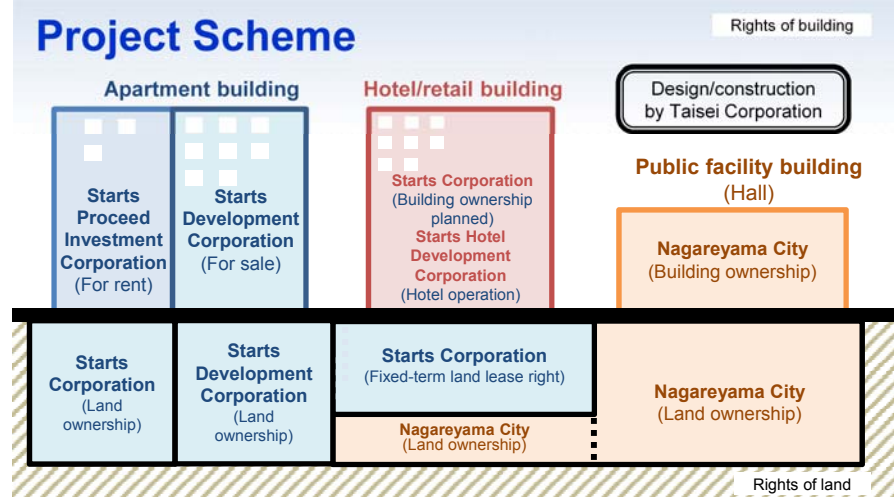 Project Scheme
Rights of building
Apartment building
Hotel/retail building
Design/construction
by Taisei Corporation
Public facility building
(Hall)
Starts
Proceed
Investment
Corporation
(For rent)
Starts
Development
Corporation
(For sale)
Starts Corporation
(Building ownership
planned)
Starts Hotel
Development
Corporation
(Hotel operation)
Nagareyama City
(Building ownership)
Starts
Corporation
(Land
ownership)
Starts
Development
Corporation
(Land
ownership)
Starts Corporation
(Fixed-term land lease right)
Nagareyama City
(Land ownership)
Nagareyama City
(Land ownership)
Rights of land